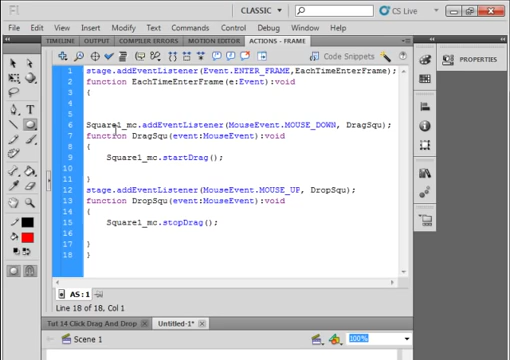 CLASSIC
CS Live
File Edit View Insert Modify Text Commands Control Debug Window Help
TIMELINE OUTPUT COMPILER ERRORS MOTION EDITOR ACTIONS - FRAME
Code Snippets
PROPERTIES
1 stage.addEventListener(Event.ENTER_FRAME,EachTimeEnterFrame);
2 function EachTimeEnterFrame(e:Event):void
3 {
4
5
6 Square1_mc.addEventListener(MouseEvent.MOUSE_DOWN, DragSqu);
7 function DragSqu(event:MouseEvent):void
8 {
9 Square1_mc.startDrag();
10
11 }
12 stage.addEventListener(MouseEvent.MOUSE_UP, DropSqu);
13 function DropSqu(event:MouseEvent):void
14 {
15 Square1_mc.stopDrag();
16
17 }
18 }
AS:1
Line 18 of 18, Col 1
Tut 14 Click Drag And Drop Untitled-1*
Scene 1 100%